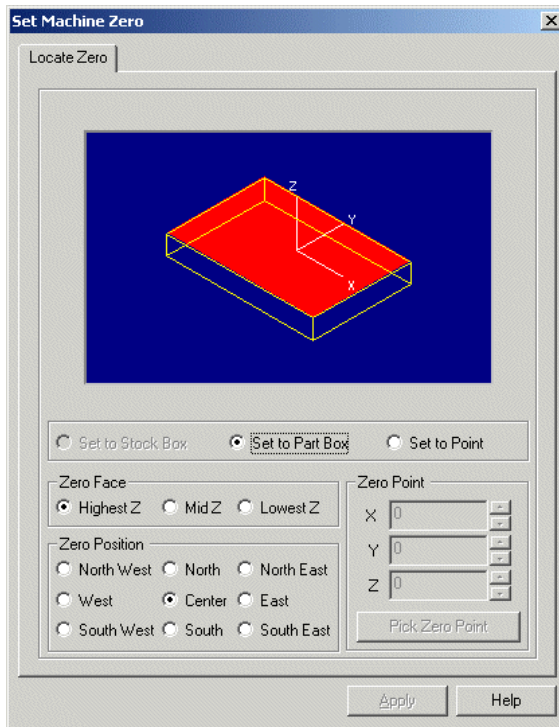 Set Machine Zero
Locate Zero
Z
Y
X
Set to Stock Box Set to Part Box Set to Point
Zero Face
Highest Z Mid Z Lowest Z
Zero Position
North West North North East
West Center East
South West South South East
Zero Point
X 0
Y 0
Z 0
Pick Zero Point
Apply Help